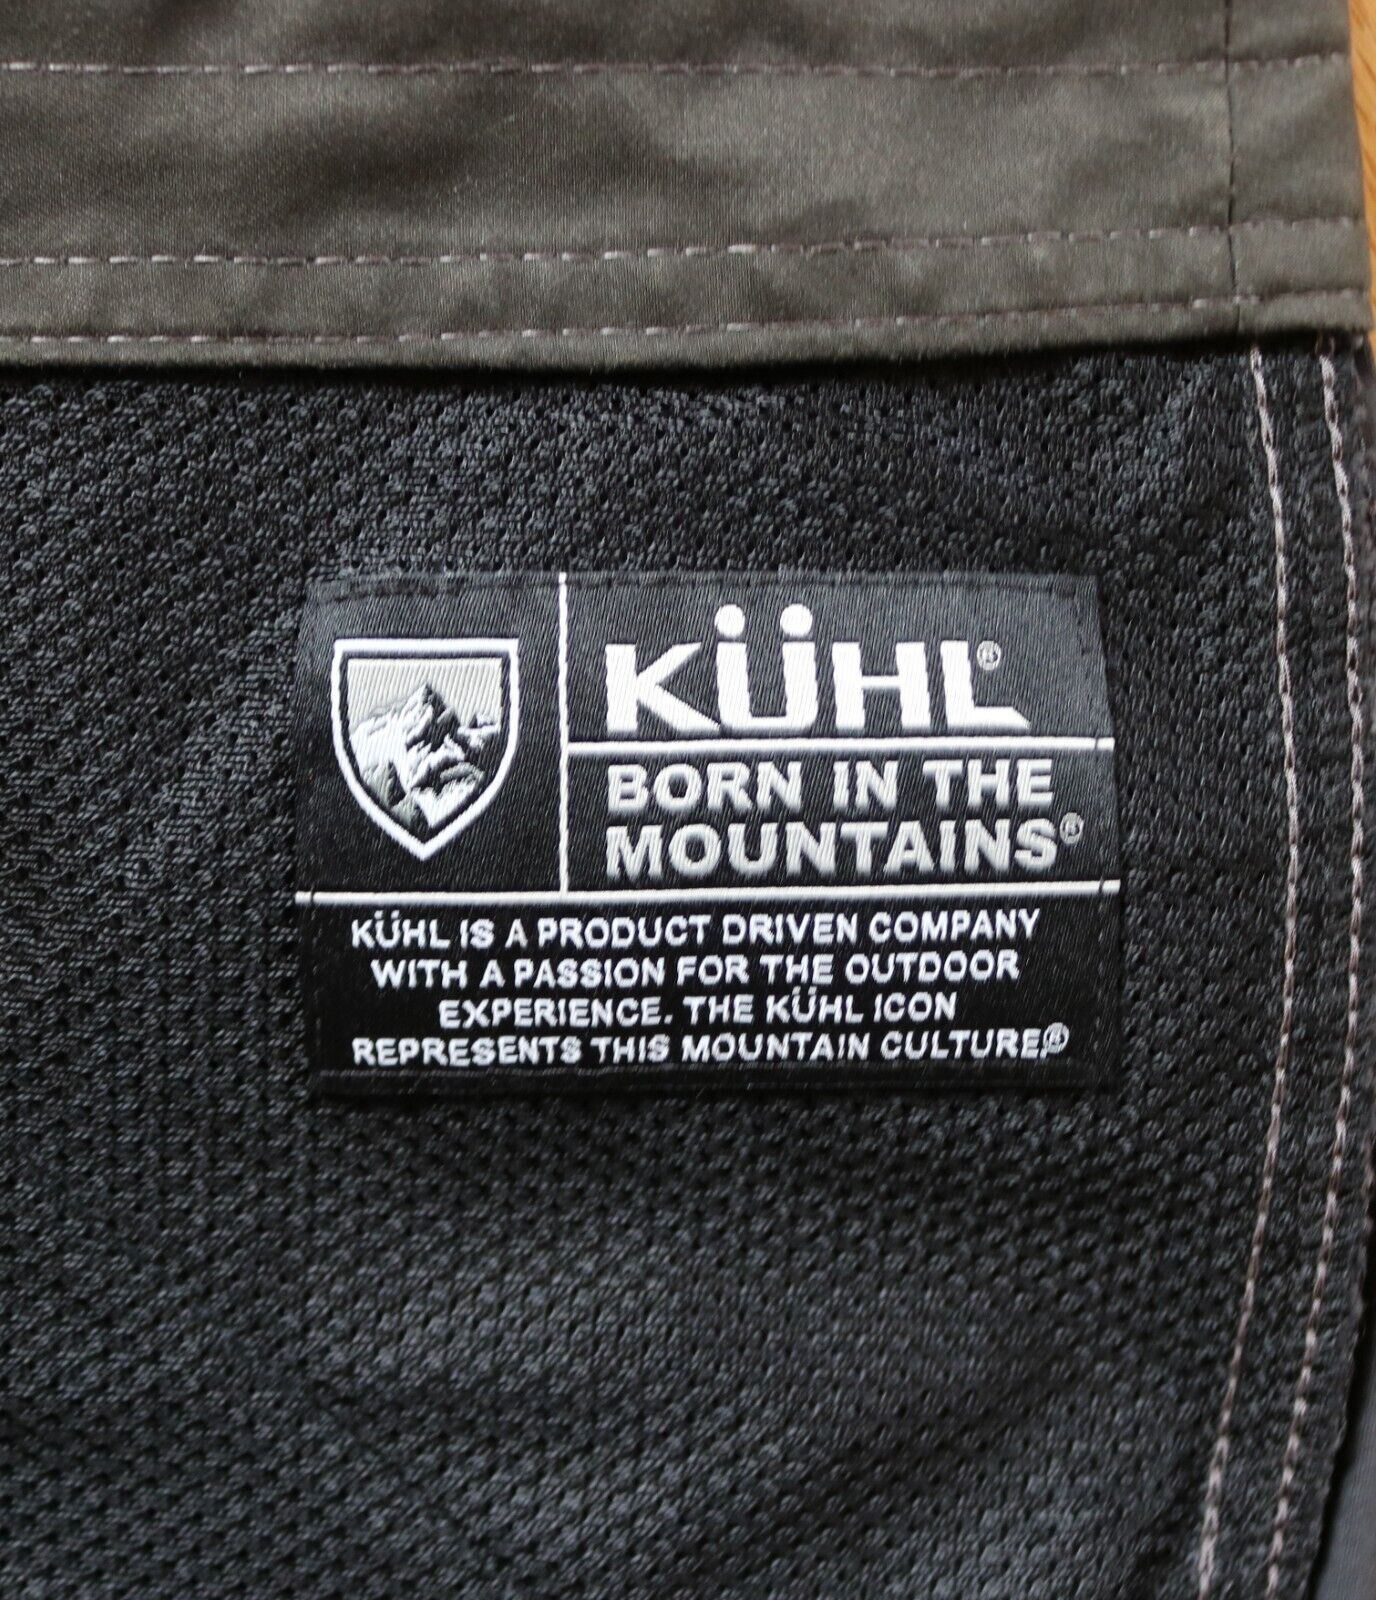 KÜHL®
BORN IN THE
MOUNTAINS®
KÜHL IS A PRODUCT DRIVEN COMPANY
WITH A PASSION FOR THE OUTDOOR
EXPERIENCE. THE KÜHL ICON
REPRESENTS THIS MOUNTAIN CULTURE.®